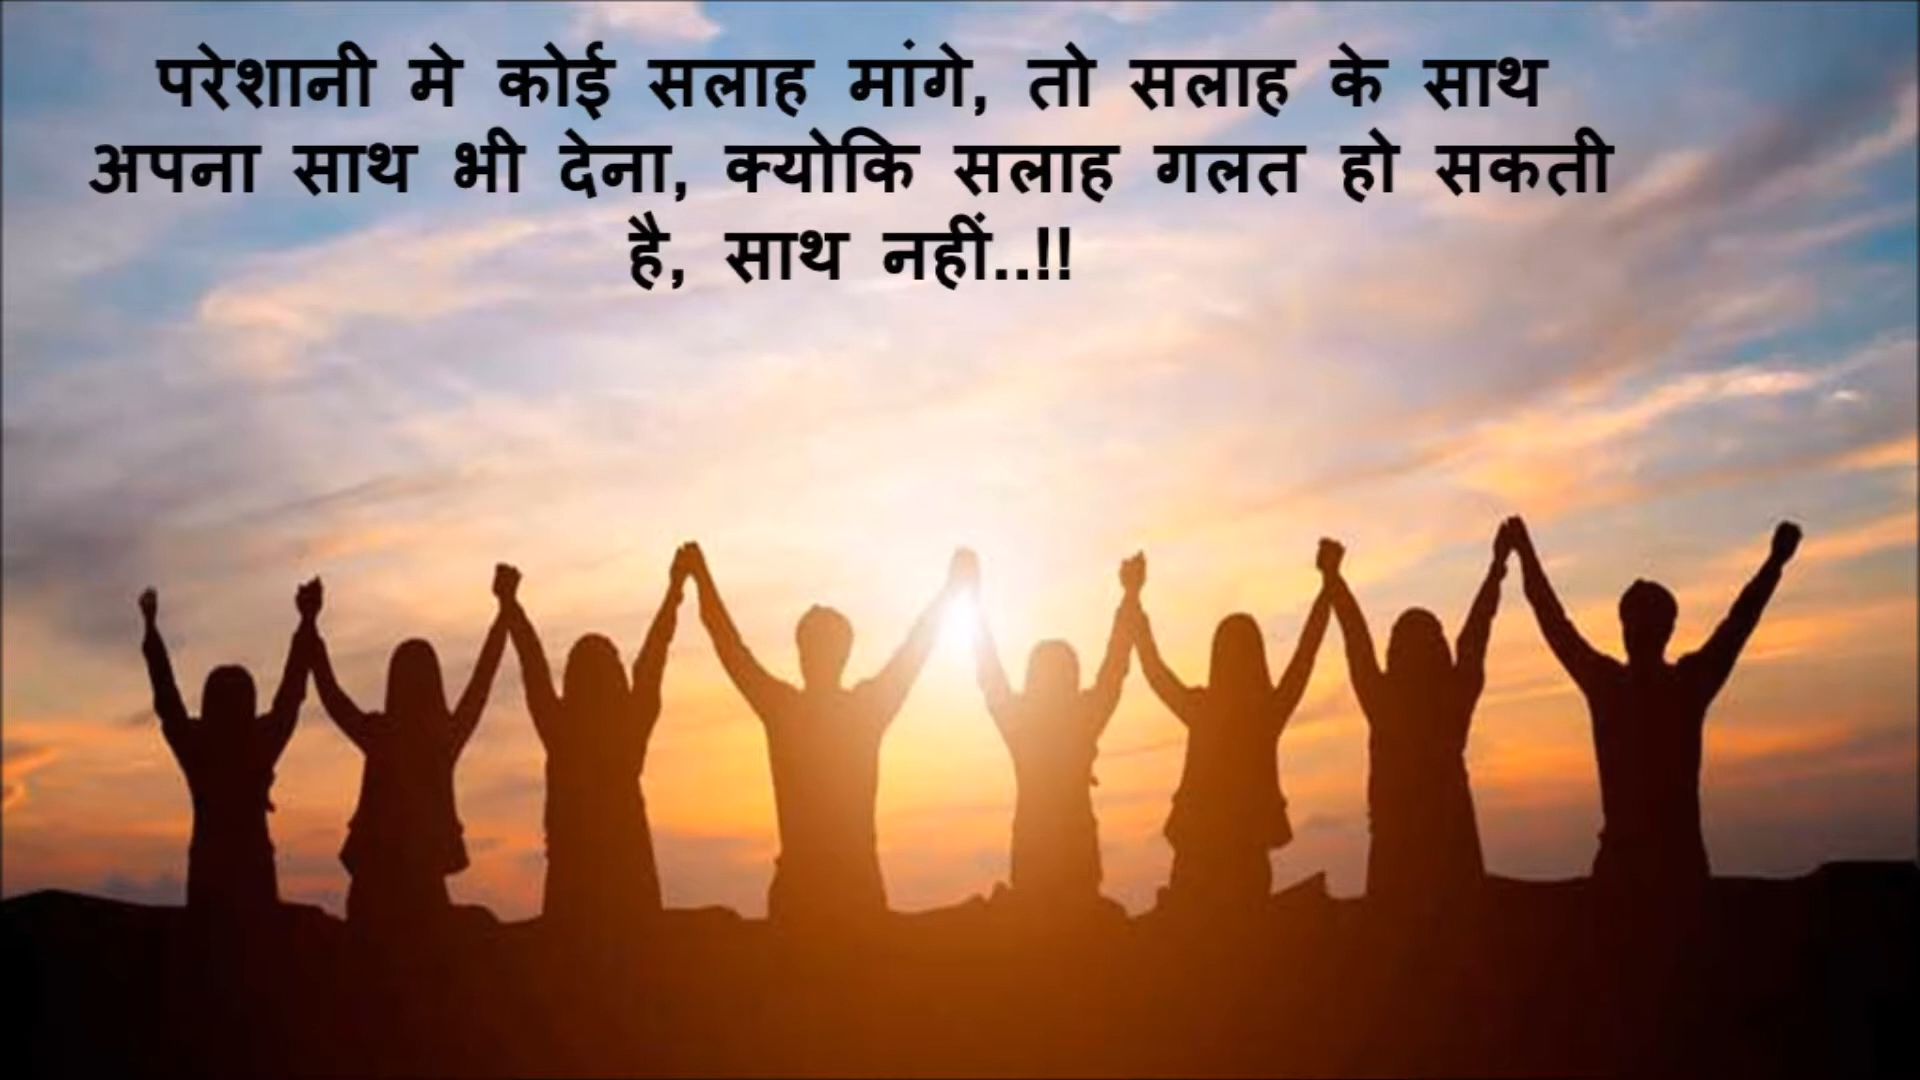 परेशानी मे कोई सलाह मांगे, तो सलाह के साथ
अपना साथ भी देना, क्योकि सलाह गलत हो सकती
है, साथ नहीं..!!